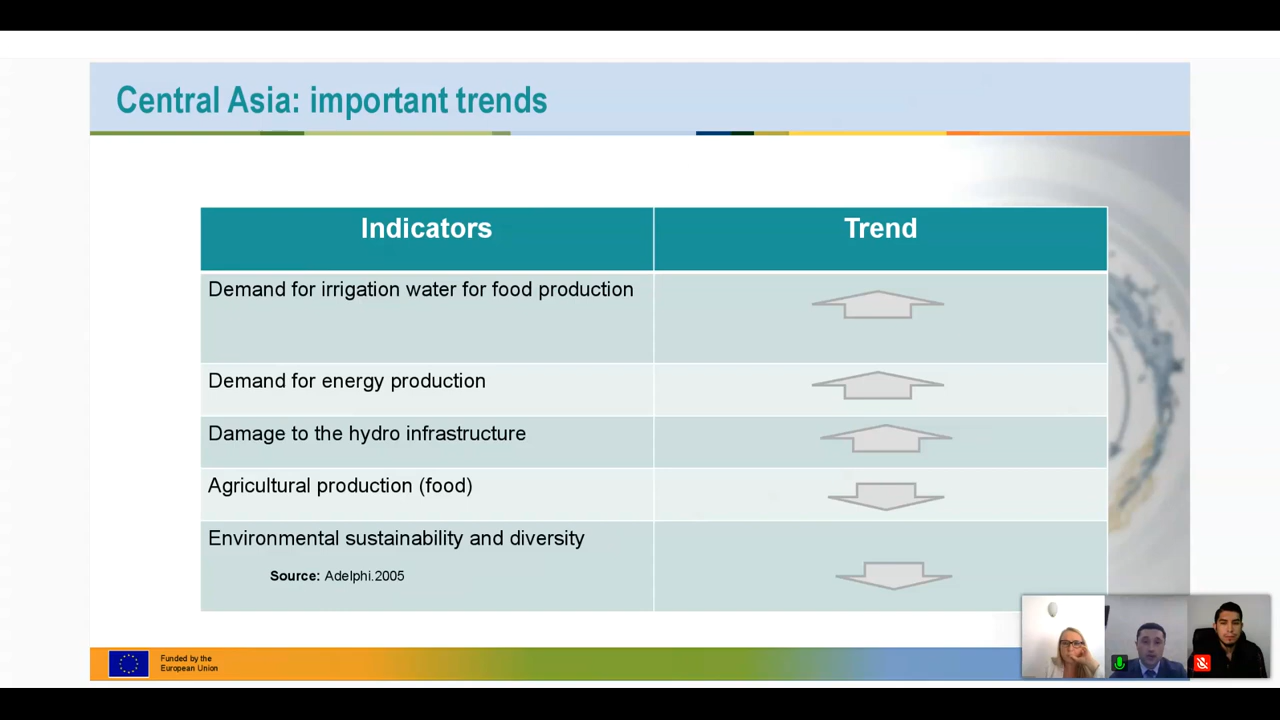 Central Asia: important trends
Indicators
Trend
Demand for irrigation water for food production
Demand for energy production
Damage to the hydro infrastructure
Agricultural production (food)
Environmental sustainability and diversity
Source: Adelphi.2005
Funded by the
European Union